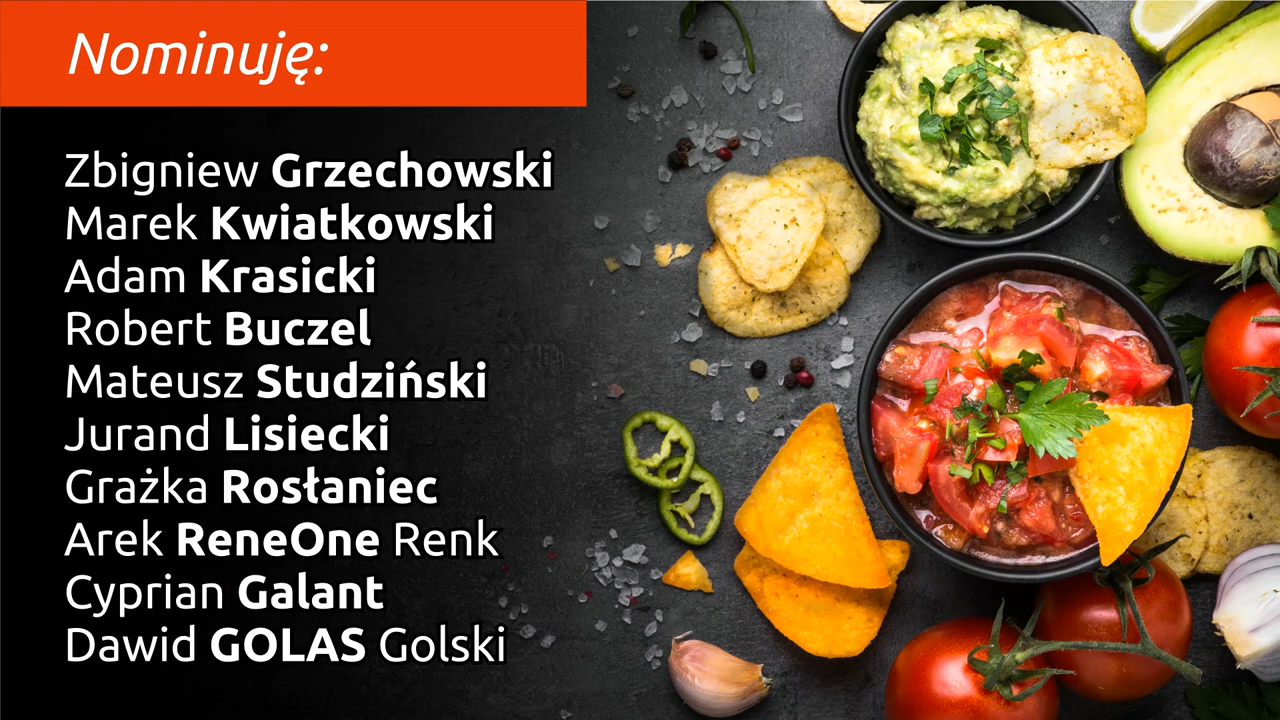 Nominuję:
Zbigniew Grzechowski
Marek Kwiatkowski
Adam Krasicki
Robert Buczel
Mateusz Studziński
Jurand Lisiecki
Grażka Rosłaniec
Arek ReneOne Renk
Cyprian Galant
Dawid GOLAS Golski